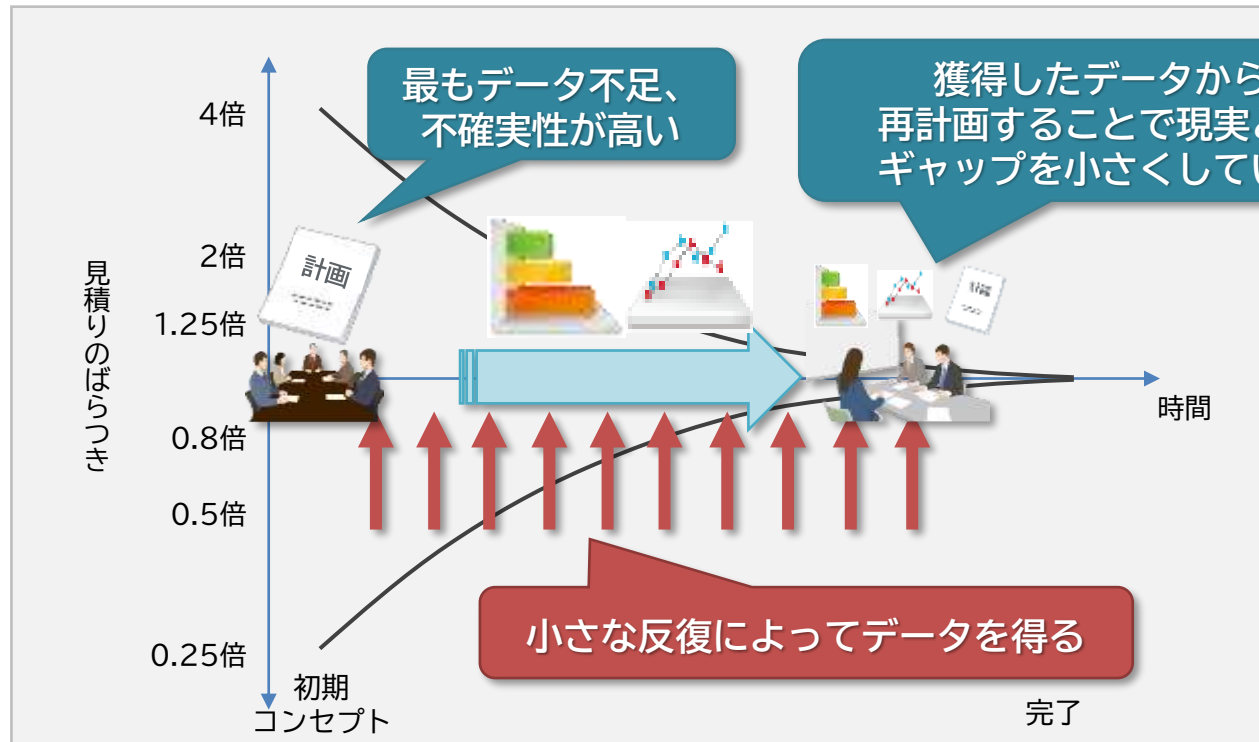 最もデータ不足、
不確実性が高い
獲得したデータから
再計画することで現実
ギャップを小さくしてい
4倍
2倍
1.25倍
0.8倍
0.5倍
0.25倍
見積りのばらつき
計画
計画
時間
小さな反復によってデータを得る
初期
コンセプト
完了